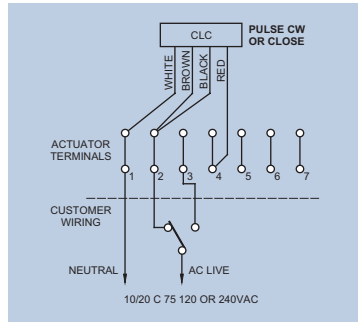 CLC
PULSE CW
OR CLOSE
WHITE
BROWN
BLACK
RED
ACTUATOR
TERMINALS
1
2
3
4
5
6
7
CUSTOMER
WIRING
NEUTRAL
AC LIVE
10/20 C 75 120 OR 240VAC